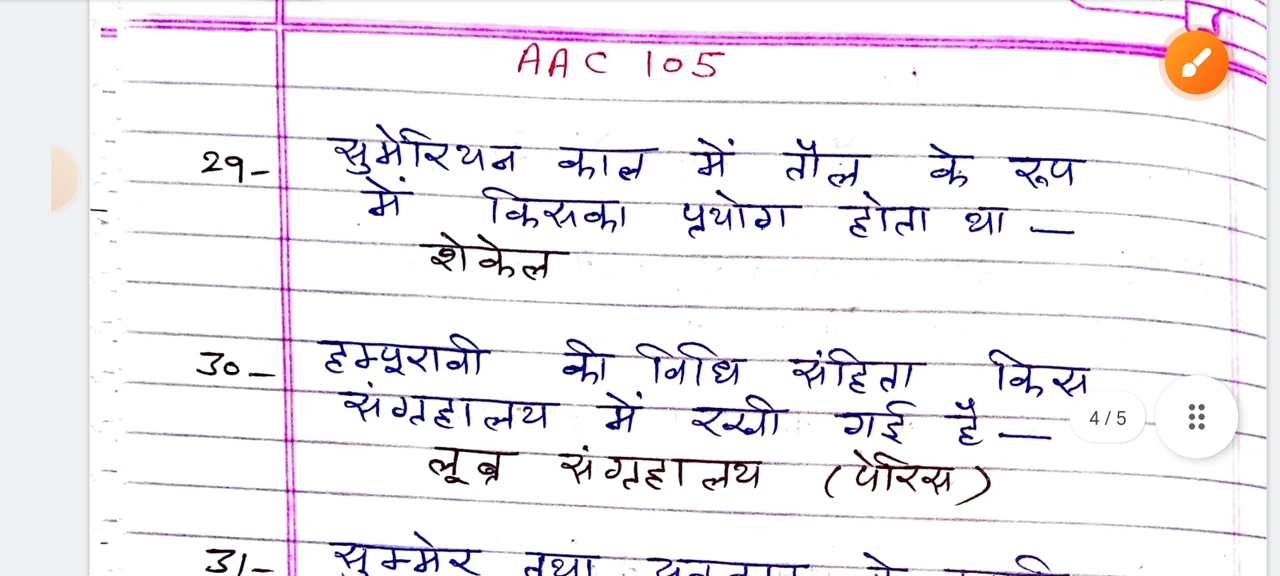 AAC 105
29- सुमेरियन काल में तौल के रूप
में किसका प्रयोग होता था —
शेकेल
30- हम्मूरावी की विधि संहिता किस
संग्रहालय में रखी गई है —
लूब्र संग्रहालय (पेरिस)
4 / 5
31- सुम्मेर तथा